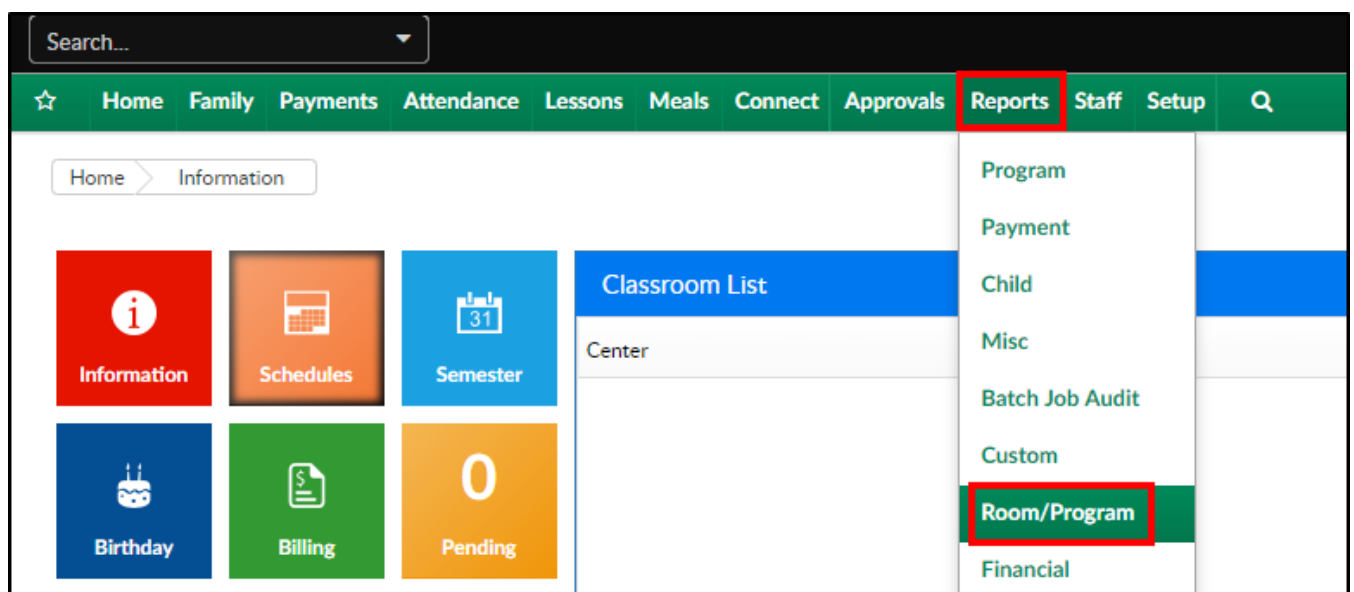 Search...
Home Family Payments Attendance Lessons Meals Connect Approvals Reports Staff Setup
Home Information
Program
Payment
Child
Misc
Batch Job Audit
Custom
Room/Program
Financial
i
Information
Schedules
31
Semester
Birthday
$
Billing
0
Pending
Classroom List
Center